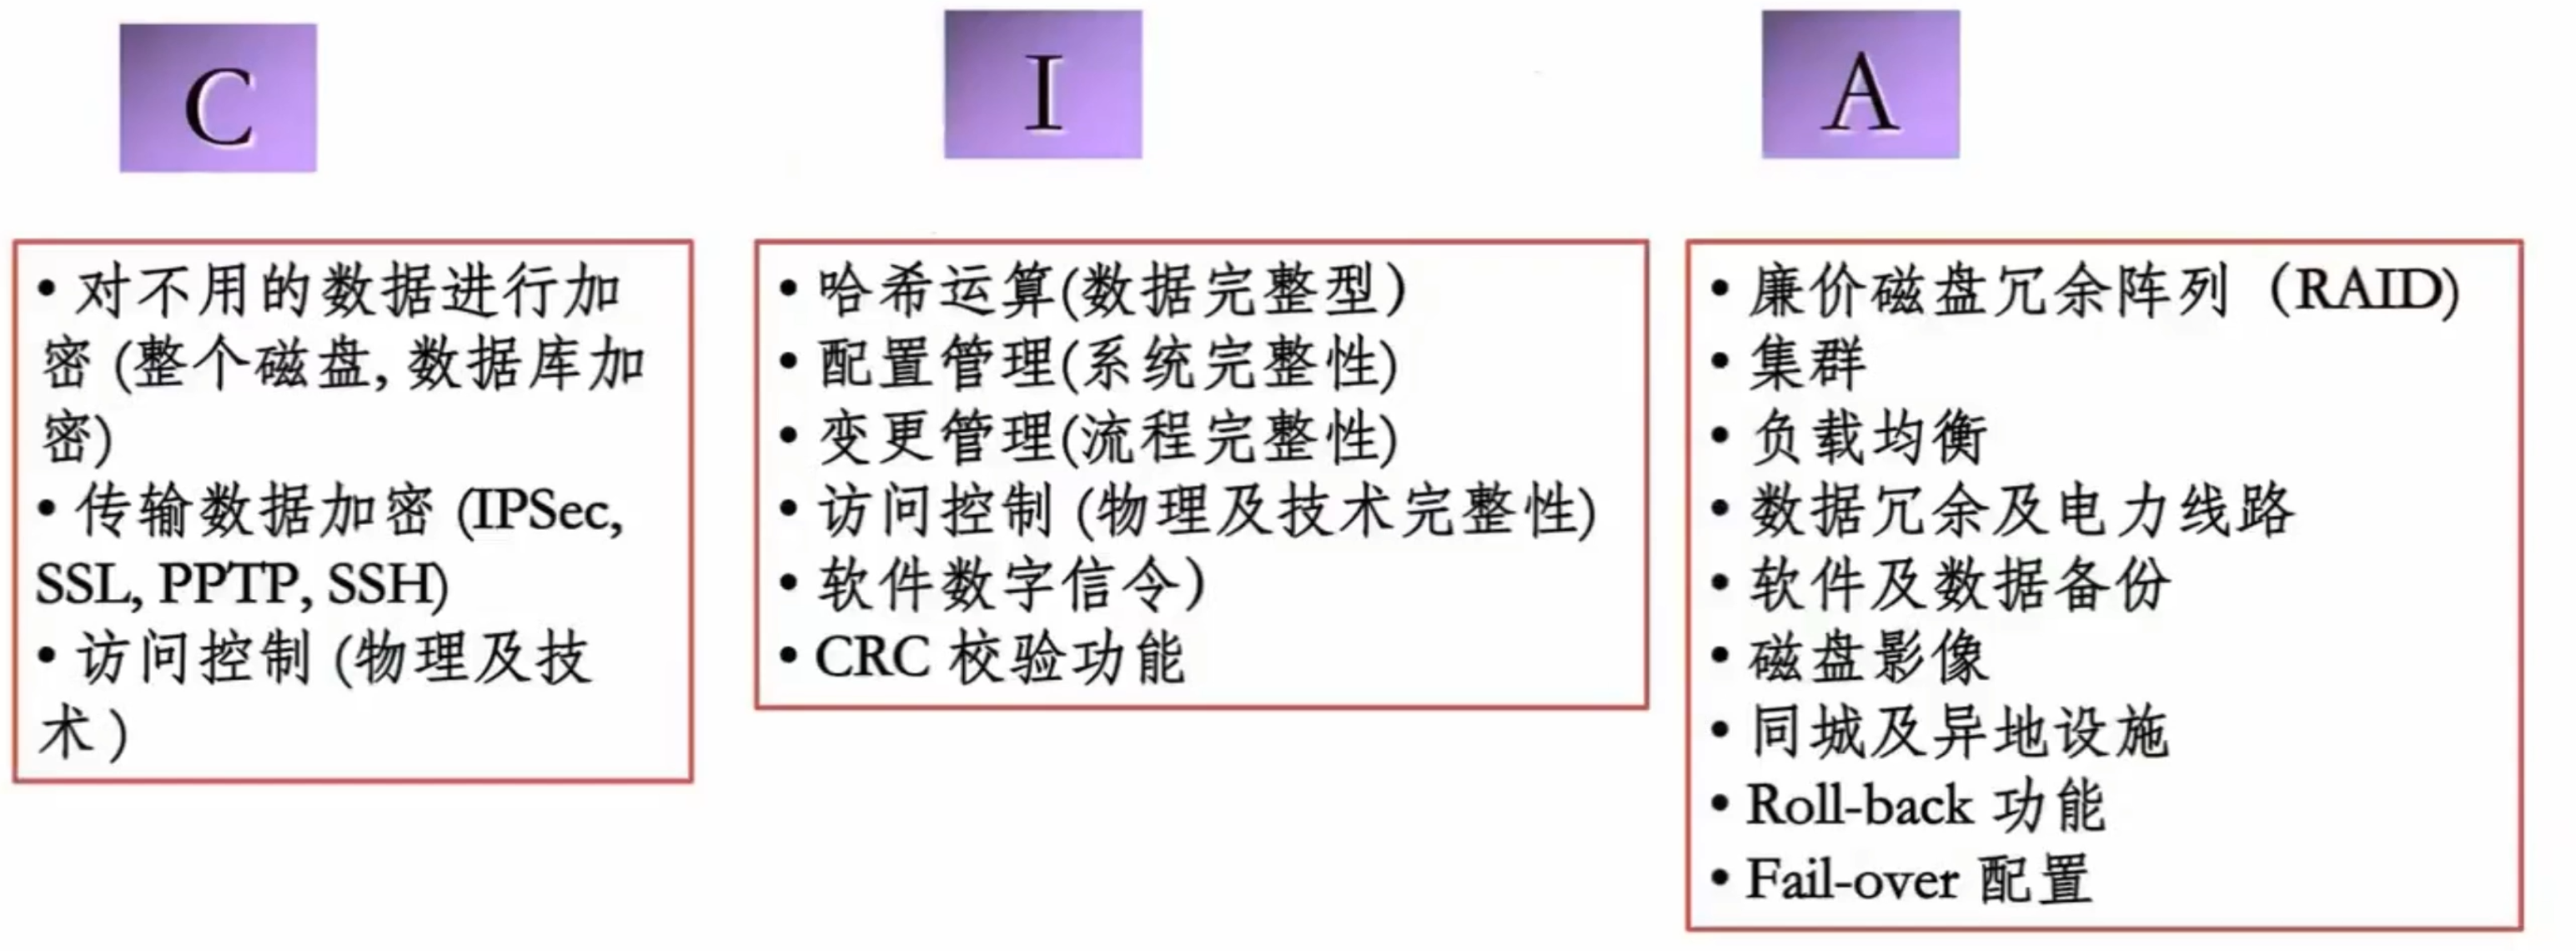 C
• 对不用的数据进行加
密 (整个磁盘, 数据库加
密)
• 传输数据加密 (IPSec,
SSL, PPTP, SSH)
• 访问控制 (物理及技
术)
I
• 哈希运算(数据完整型）
• 配置管理(系统完整性)
• 变更管理(流程完整性)
• 访问控制 (物理及技术完整性)
• 软件数字信令）
• CRC 校验功能
A
• 廉价磁盘冗余阵列（RAID)
• 集群
• 负载均衡
• 数据冗余及电力线路
• 软件及数据备份
• 磁盘影像
• 同城及异地设施
• Roll-back 功能
• Fail-over 配置